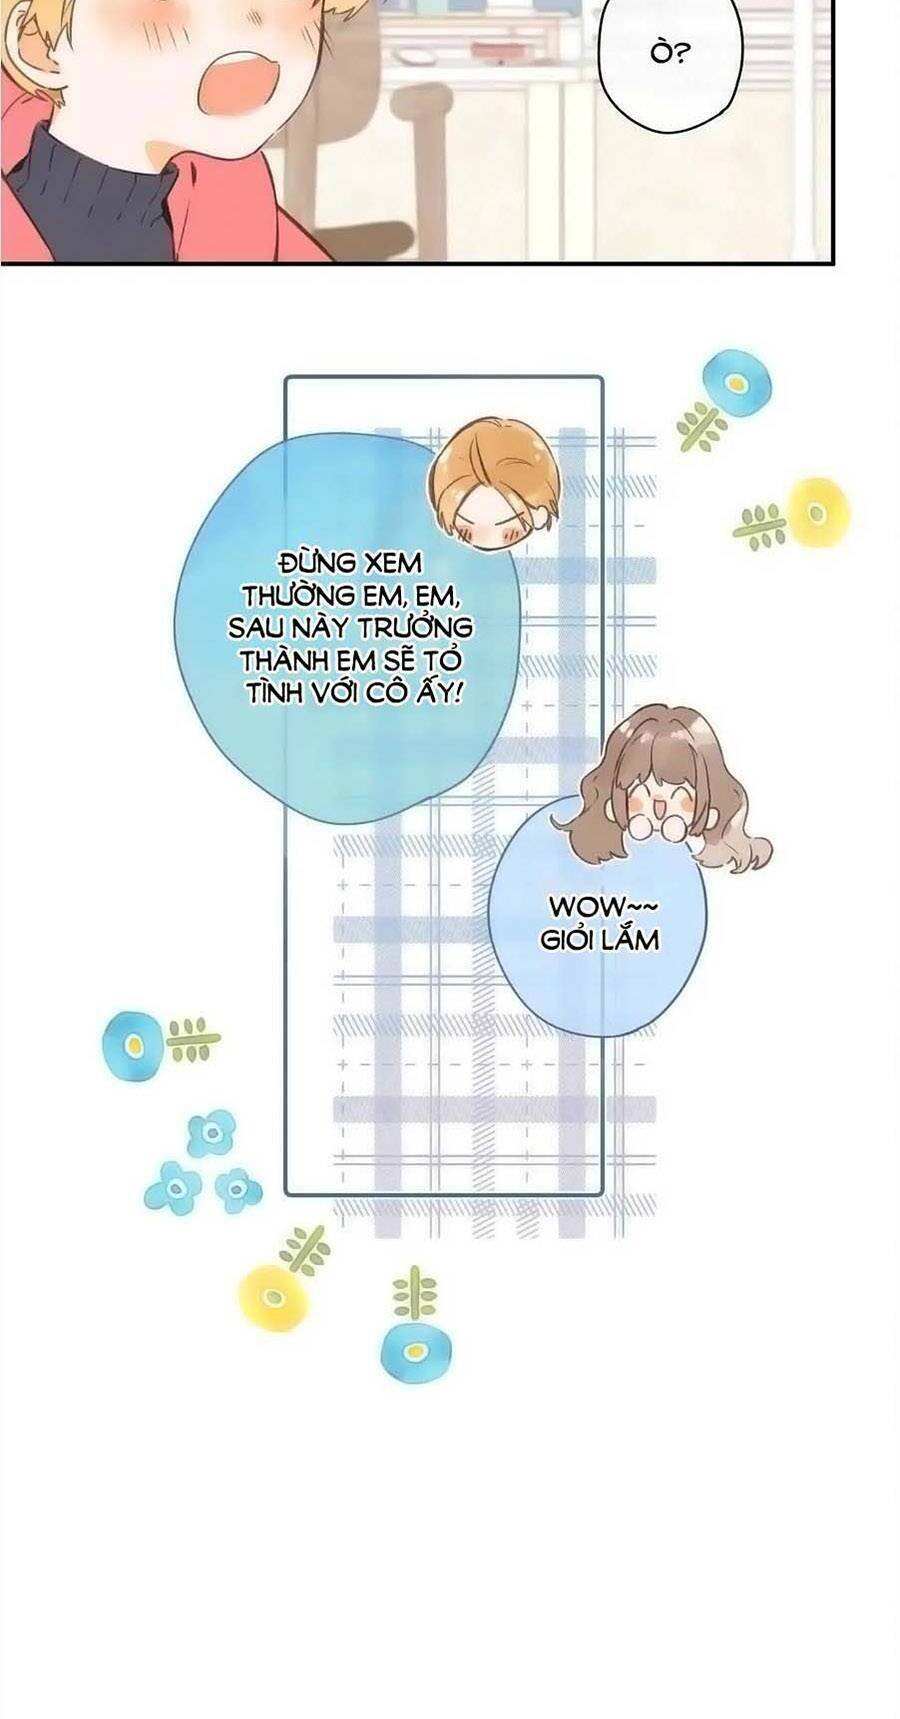 Ò?
ĐỪNG XEM
THƯỜNG EM, EM,
SAU NÀY TRƯỞNG
THÀNH EM SẼ TỎ
TÌNH VỚI CÔ ẤY!
WOW~~
GIỎI LẮM